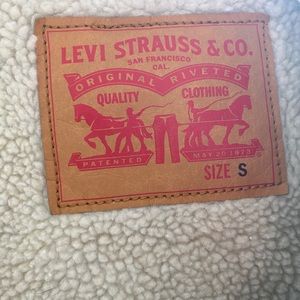 LEVI STRAUSS & CO.
SAN FRANCISCO
CAL.
ORIGINAL RIVETED
QUALITY CLOTHING
PATENTED MAY 20 1873
SIZE S